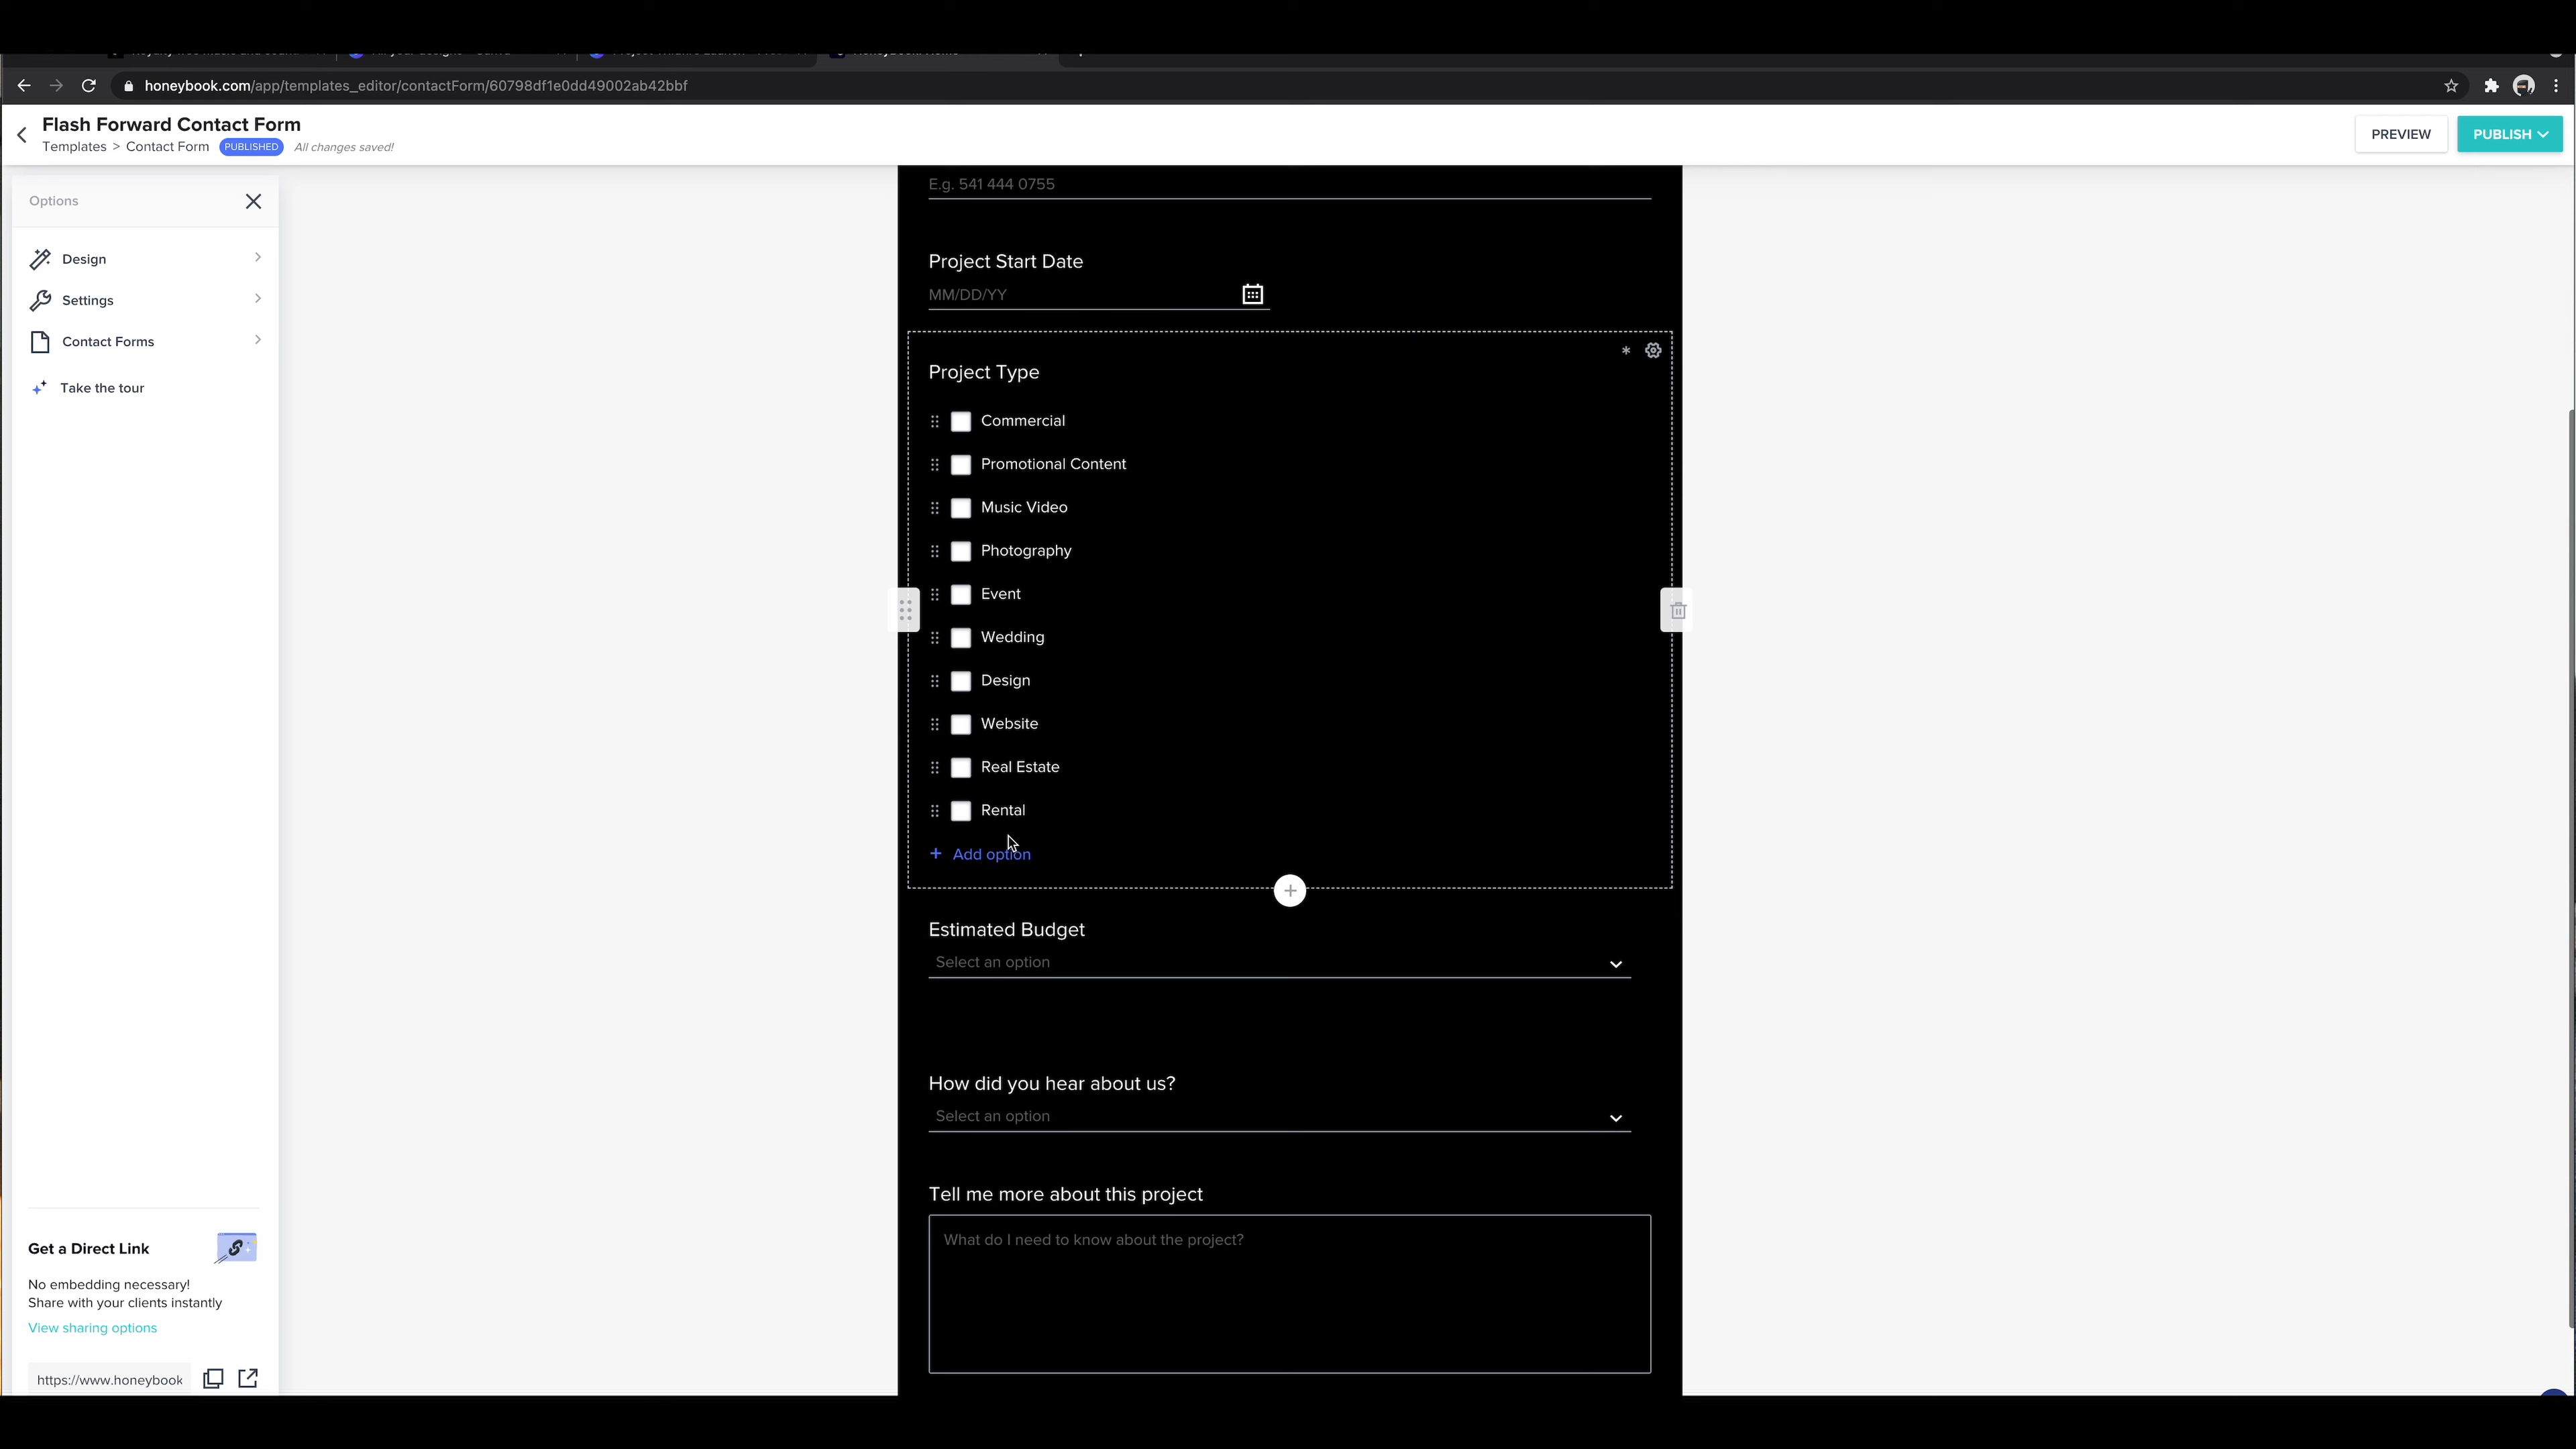 honeybook.com/app/templates_editor/contactForm/60798df1e0dd49002ab42bbf
Flash Forward Contact Form
Templates > Contact Form PUBLISHED All changes saved!
PREVIEW
PUBLISH
Options
Design
Settings
Contact Forms
Take the tour
E.g. 541 444 0755
Project Start Date
MM/DD/YY
*
Project Type
Commercial
Promotional Content
Music Video
Photography
Event
Wedding
Design
Website
Real Estate
Rental
+ Add option
Estimated Budget
Select an option
How did you hear about us?
Select an option
Tell me more about this project
What do I need to know about the project?
Get a Direct Link
No embedding necessary!
Share with your clients instantly
View sharing options
https://www.honeybook